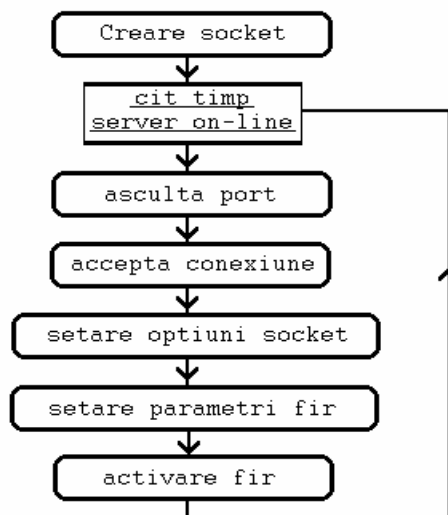 Creare socket
cit timp
server on-line
asculta port
accepta conexiune
setare optiuni socket
setare parametri fir
activare fir